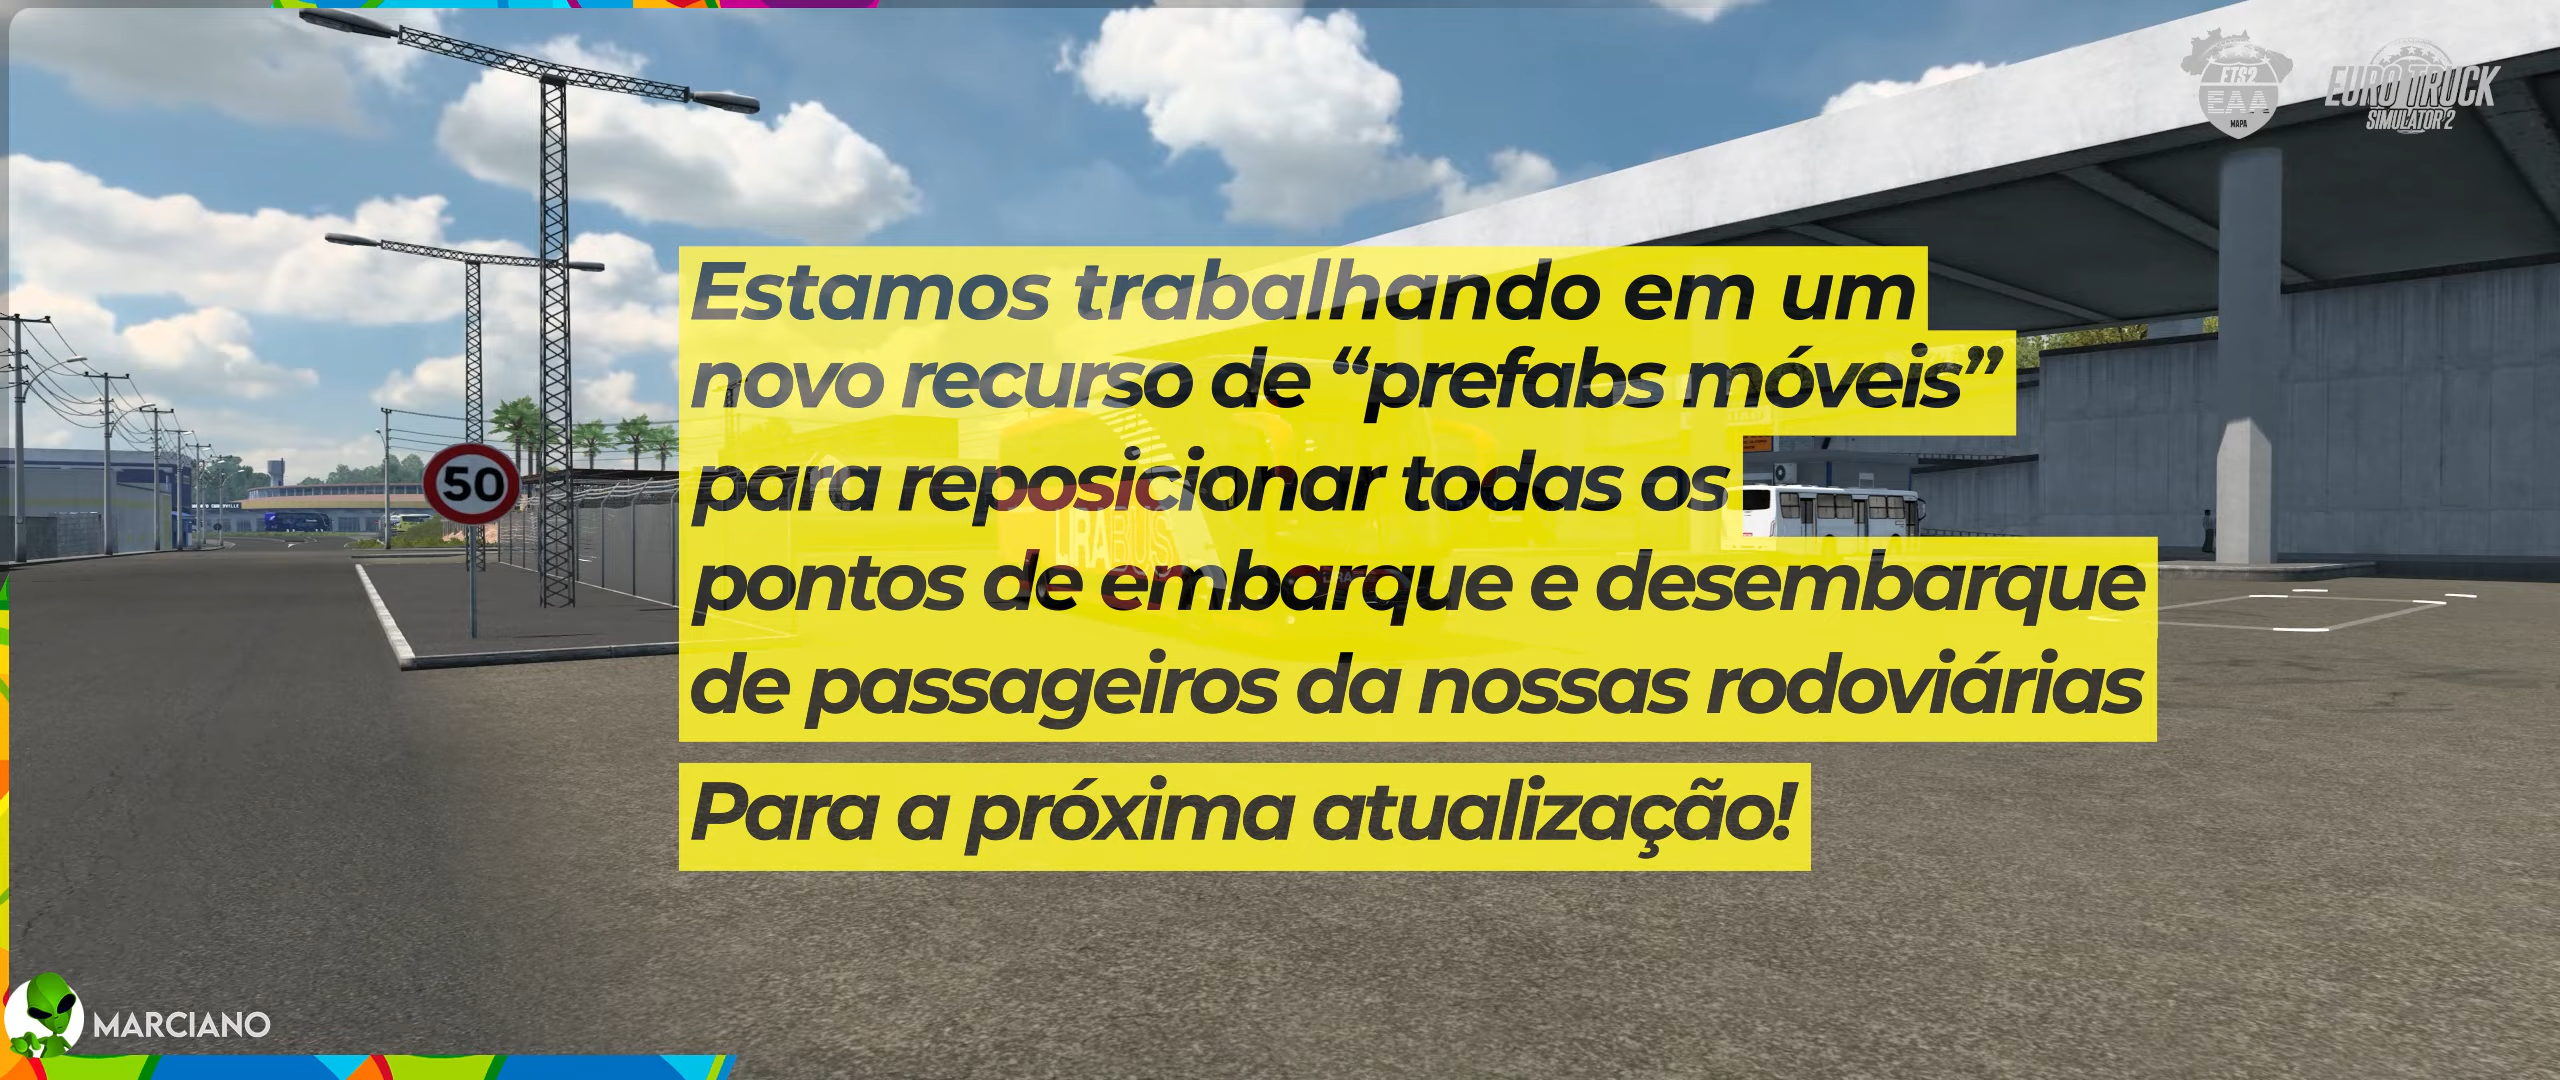 ETS2
EAA
MAPA
EURO TRUCK
SIMULATOR 2
Estamos trabalhando em um
novo recurso de “prefabs móveis”
para reposicionar todas os
pontos de embarque e desembarque
de passageiros da nossas rodoviárias
Para a próxima atualização!
50
LIRABUS
MARCIANO